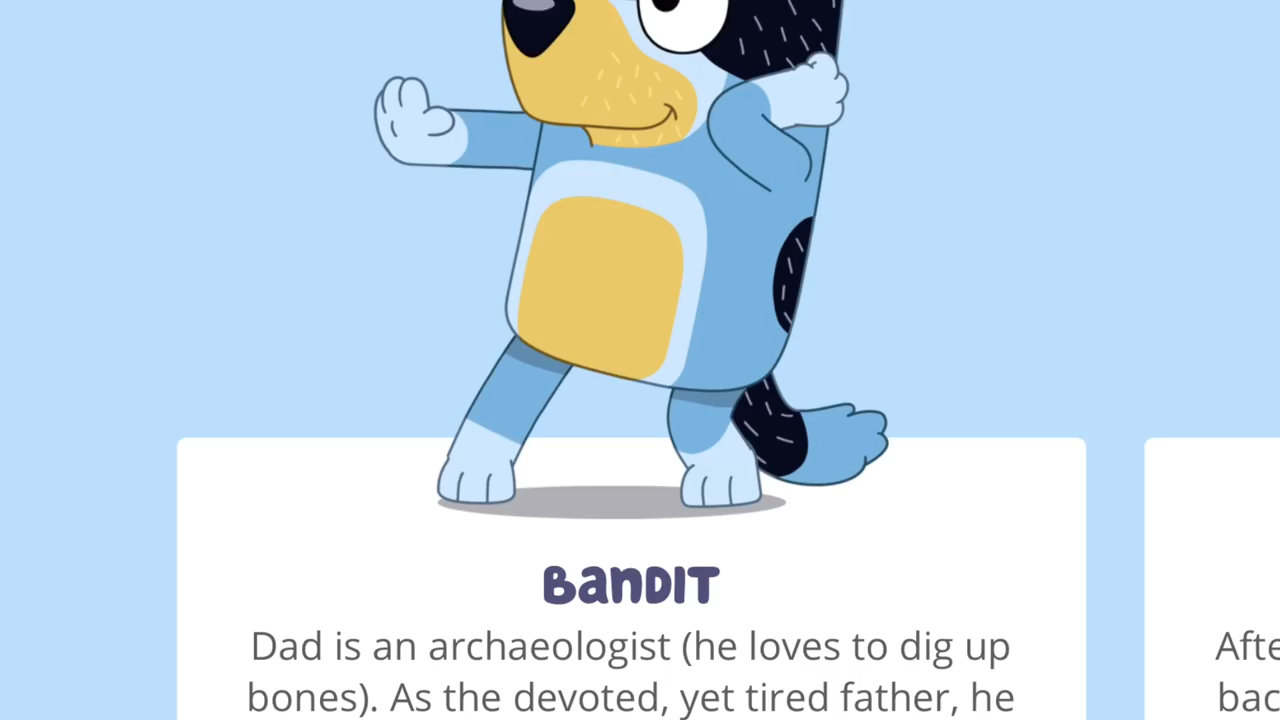 BanDIT
Dad is an archaeologist (he loves to dig up
bones). As the devoted, yet tired father, he